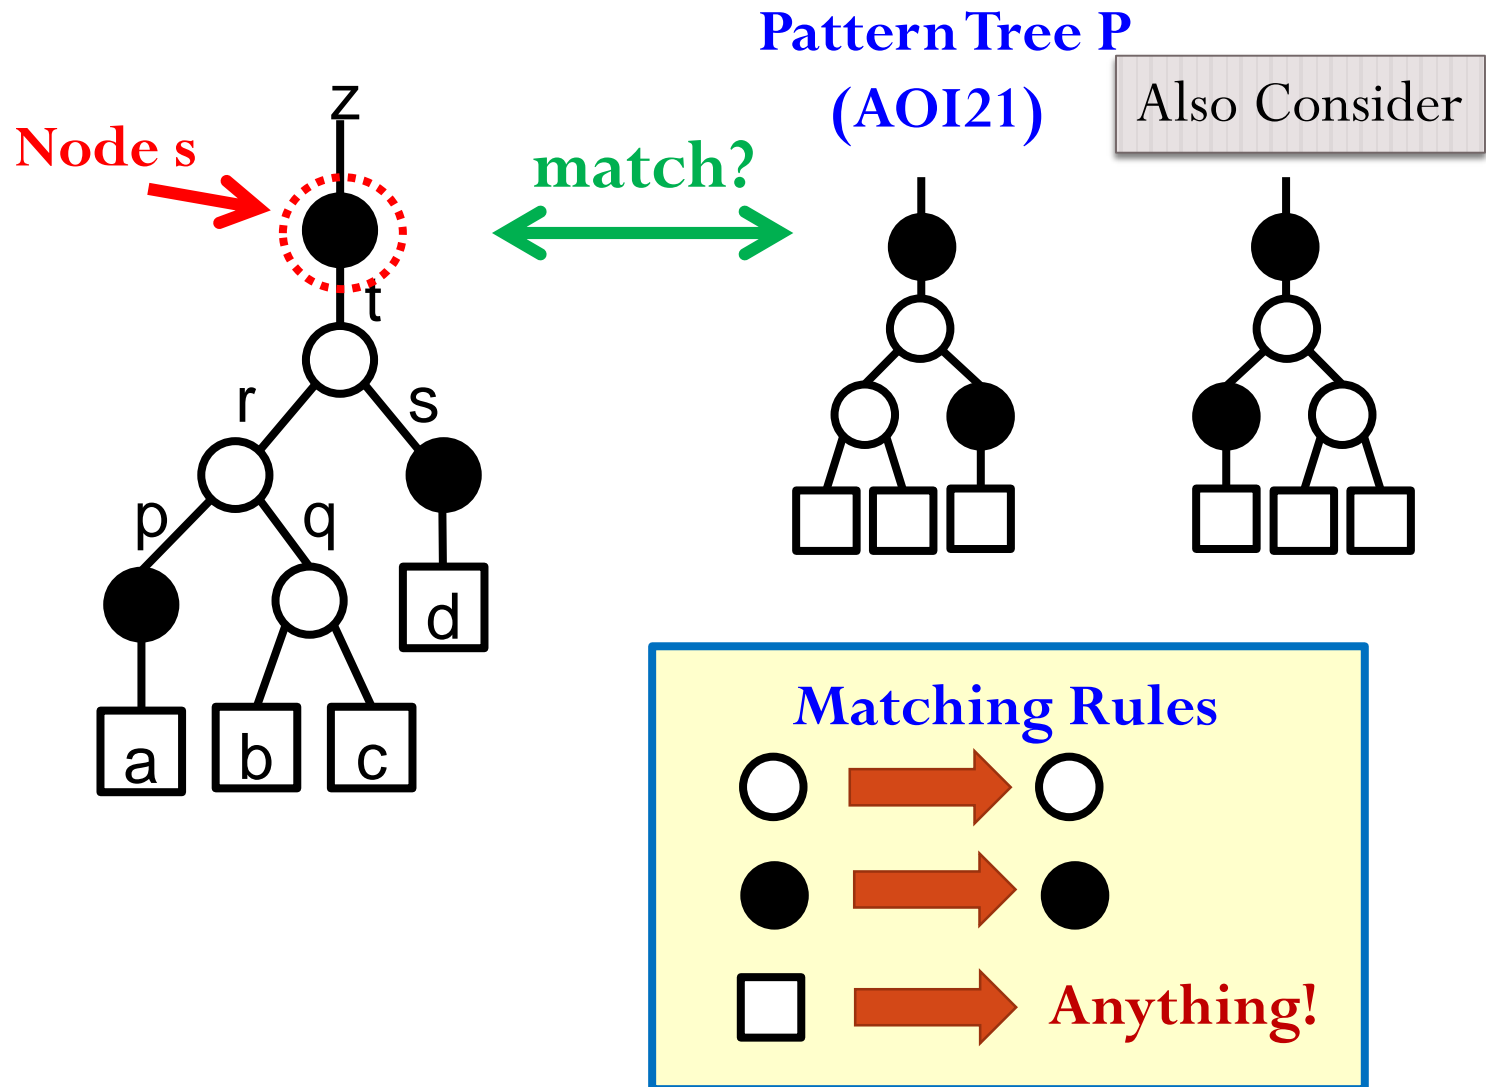 Pattern Tree P
(AOI21)
Also Consider
z
Node s
match?
t
r
s
p
q
d
a
b
c
Matching Rules
Anything!